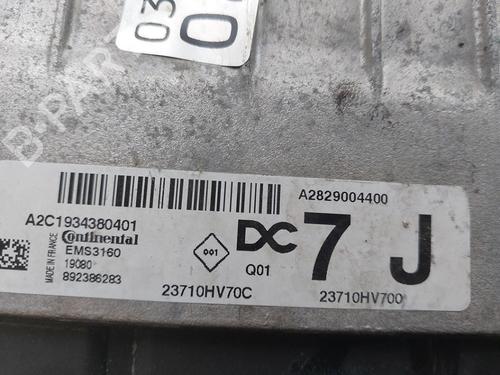 03
B-PARTS
A2829004400
A2C1934380401
Continental
EMS3160
MADE IN FRANCE
19080
892386283
001
DC
Q01
7 J
23710HV70C
23710HV700